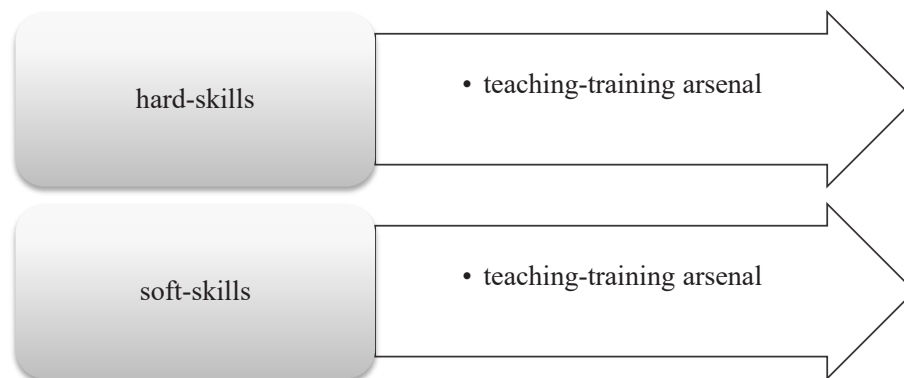 hard-skills
• teaching-training arsenal
soft-skills
• teaching-training arsenal